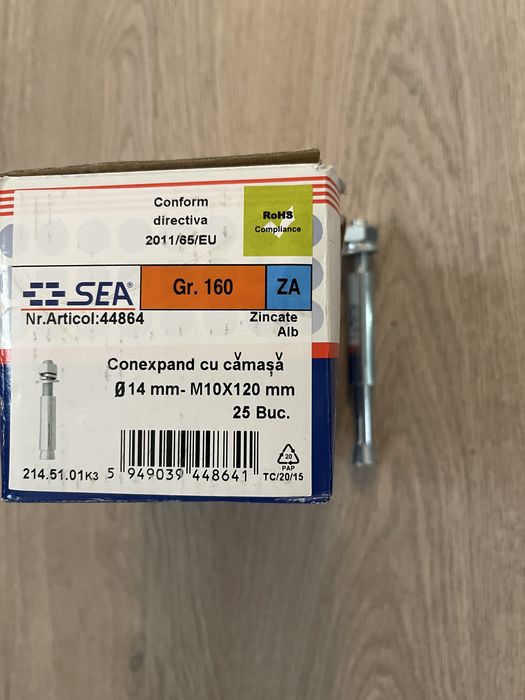 Conform
directiva
2011/65/EU
RoHS
Compliance
SEA®
Gr. 160
ZA
Nr.Articol:44864
Zincate
Alb
Conexpand cu cămașă
Ø14 mm- M10X120 mm
25 Buc.
214.51.01K3
5 949039 448641
20
PAP
TC/20/15